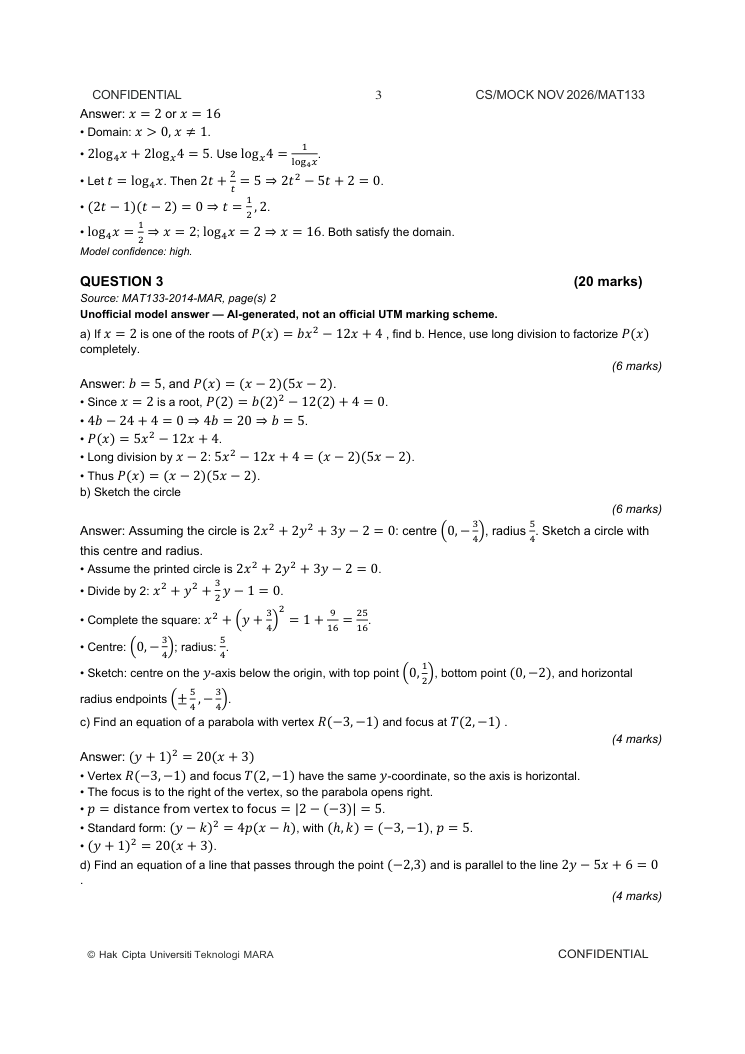 CONFIDENTIAL 3 CS/MOCK NOV 2026/MAT133
Answer: x = 2 or x = 16
• Domain: x > 0, x ≠ 1.
• 2log₄x + 2logₓ4 = 5. Use logₓ4 = 1/log₄x.
• Let t = log₄x. Then 2t + 2/t = 5 ⇒ 2t² − 5t + 2 = 0.
• (2t − 1)(t − 2) = 0 ⇒ t = 1/2, 2.
• log₄x = 1/2 ⇒ x = 2; log₄x = 2 ⇒ x = 16. Both satisfy the domain.
Model confidence: high.
QUESTION 3 (20 marks)
Source: MAT133-2014-MAR, page(s) 2
Unofficial model answer — AI-generated, not an official UTM marking scheme.
a) If x = 2 is one of the roots of P(x) = bx² − 12x + 4 , find b. Hence, use long division to factorize P(x)
completely.
(6 marks)
Answer: b = 5, and P(x) = (x − 2)(5x − 2).
• Since x = 2 is a root, P(2) = b(2)² − 12(2) + 4 = 0.
• 4b − 24 + 4 = 0 ⇒ 4b = 20 ⇒ b = 5.
• P(x) = 5x² − 12x + 4.
• Long division by x − 2: 5x² − 12x + 4 = (x − 2)(5x − 2).
• Thus P(x) = (x − 2)(5x − 2).
b) Sketch the circle
(6 marks)
Answer: Assuming the circle is 2x² + 2y² + 3y − 2 = 0: centre (0, −3/4), radius 5/4. Sketch a circle with
this centre and radius.
• Assume the printed circle is 2x² + 2y² + 3y − 2 = 0.
• Divide by 2: x² + y² + 3/2 y − 1 = 0.
• Complete the square: x² + (y + 3/4)² = 1 + 9/16 = 25/16.
• Centre: (0, −3/4); radius: 5/4.
• Sketch: centre on the y-axis below the origin, with top point (0, 1/2), bottom point (0, −2), and horizontal
radius endpoints (±5/4, −3/4).
c) Find an equation of a parabola with vertex R(−3, −1) and focus at T(2, −1) .
(4 marks)
Answer: (y + 1)² = 20(x + 3)
• Vertex R(−3, −1) and focus T(2, −1) have the same y-coordinate, so the axis is horizontal.
• The focus is to the right of the vertex, so the parabola opens right.
• p = distance from vertex to focus = |2 − (−3)| = 5.
• Standard form: (y − k)² = 4p(x − h), with (h, k) = (−3, −1), p = 5.
• (y + 1)² = 20(x + 3).
d) Find an equation of a line that passes through the point (−2,3) and is parallel to the line 2y − 5x + 6 = 0
.
(4 marks)
© Hak Cipta Universiti Teknologi MARA CONFIDENTIAL